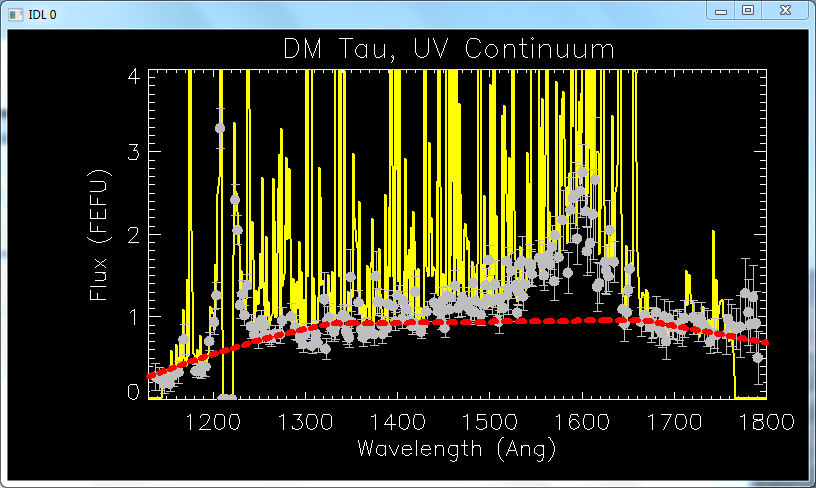 IDL 0
DM Tau, UV Continuum
4
3
2
1
0
Flux (FEFU)
1200 1300 1400 1500 1600 1700 1800
Wavelength (Ang)